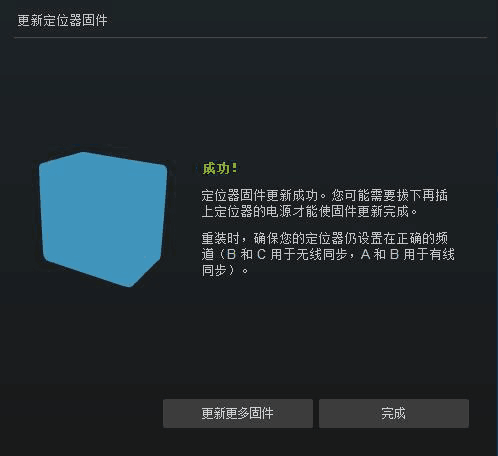 更新定位器固件
成功！
定位器固件更新成功。您可能需要拔下再插
上定位器的电源才能使固件更新完成。
重装时，确保您的定位器仍设置在正确的频
道（B 和 C 用于无线同步，A 和 B 用于有线
同步）。
更新更多固件
完成